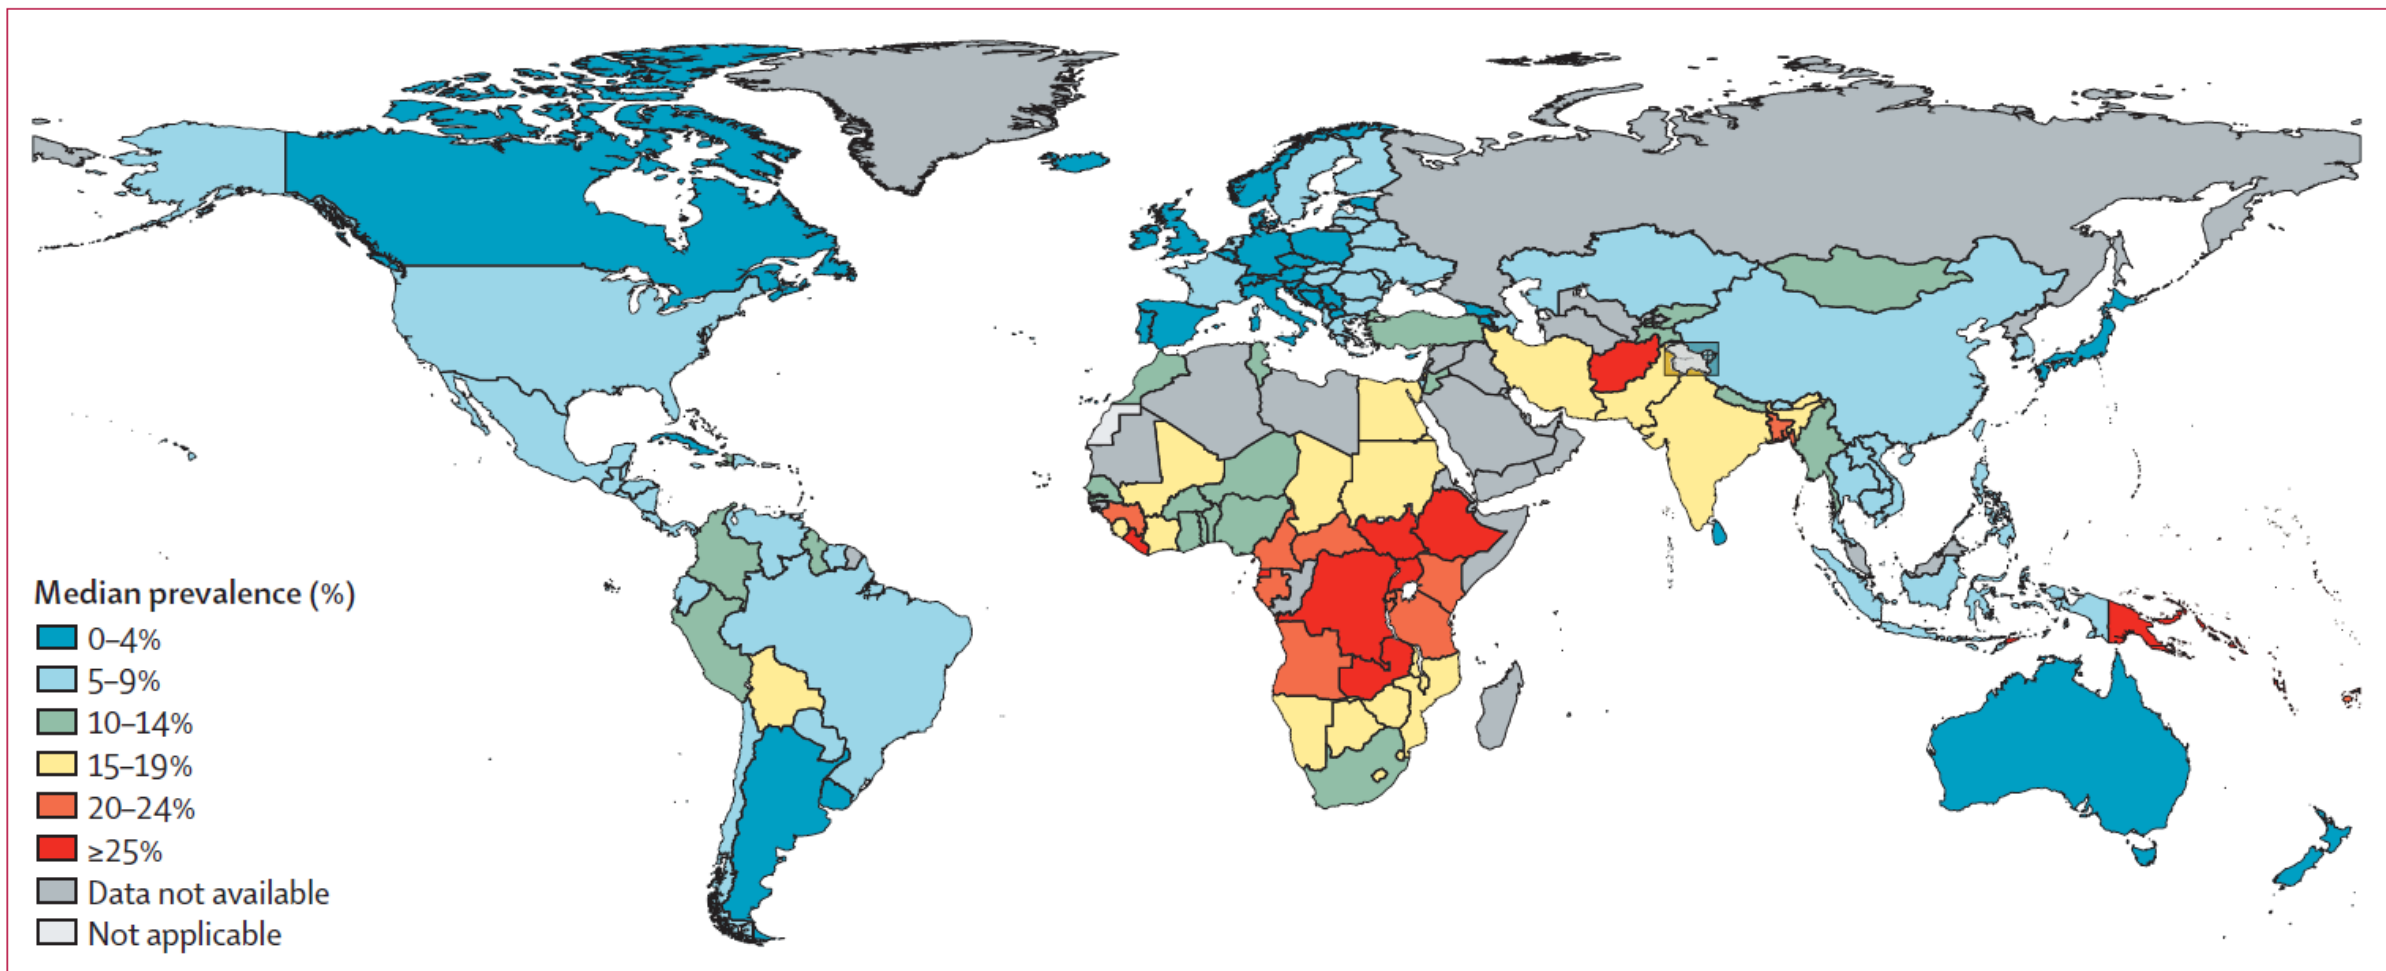 Median prevalence (%)
0–4%
5–9%
10–14%
15–19%
20–24%
≥25%
Data not available
Not applicable